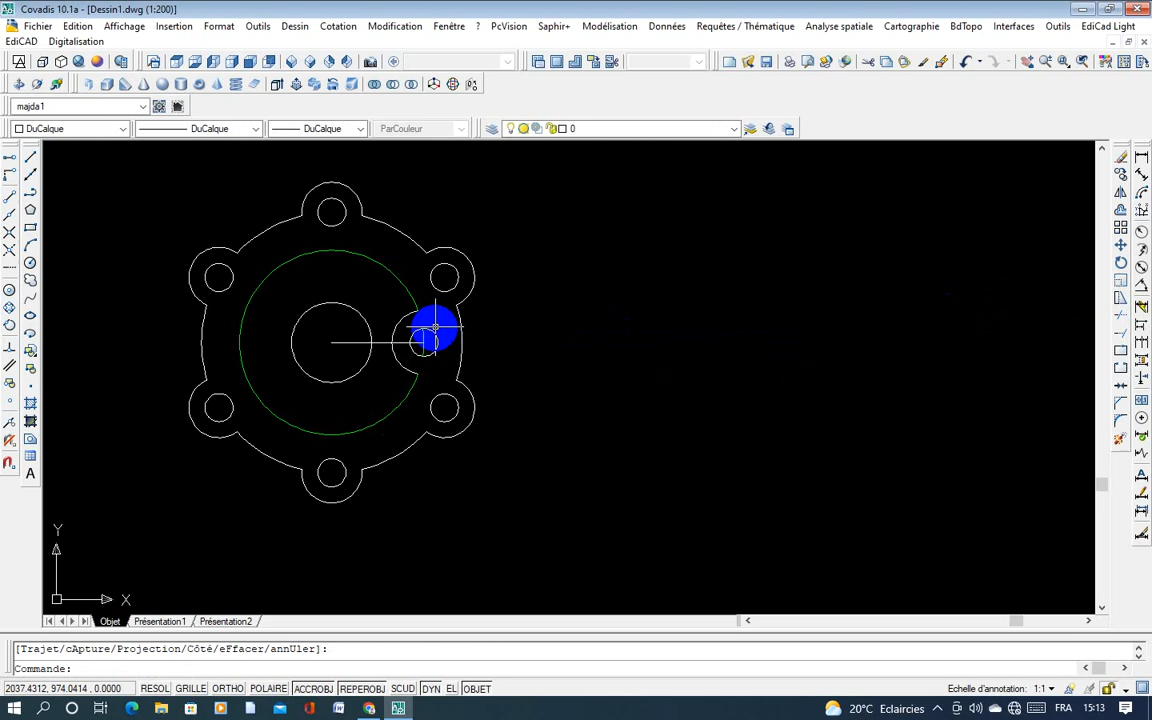 Covadis 10.1a - [Dessin1.dwg (1:200)]
Fichier Edition Affichage Insertion Format Outils Dessin Cotation Modification Fenêtre ? PcVision Saphir+ Modélisation Données Requêtes / Thématique Analyse spatiale Cartographie BdTopo Interfaces Outils EdiCAD Light
EdiCAD Digitalisation
majda1
DuCalque DuCalque DuCalque ParCouleur 0
A
Y
X
Objet Présentation1 Présentation2
[Trajet/cApture/Projection/Côté/eFfacer/annUler]:
Commande:
2037.4312, 974.0414 , 0.0000 RESOL GRILLE ORTHO POLAIRE ACCROBJ REPEROBJ SCUD DYN EL OBJET Echelle d'annotation: 1:1
20°C Eclaircies FRA 15:13